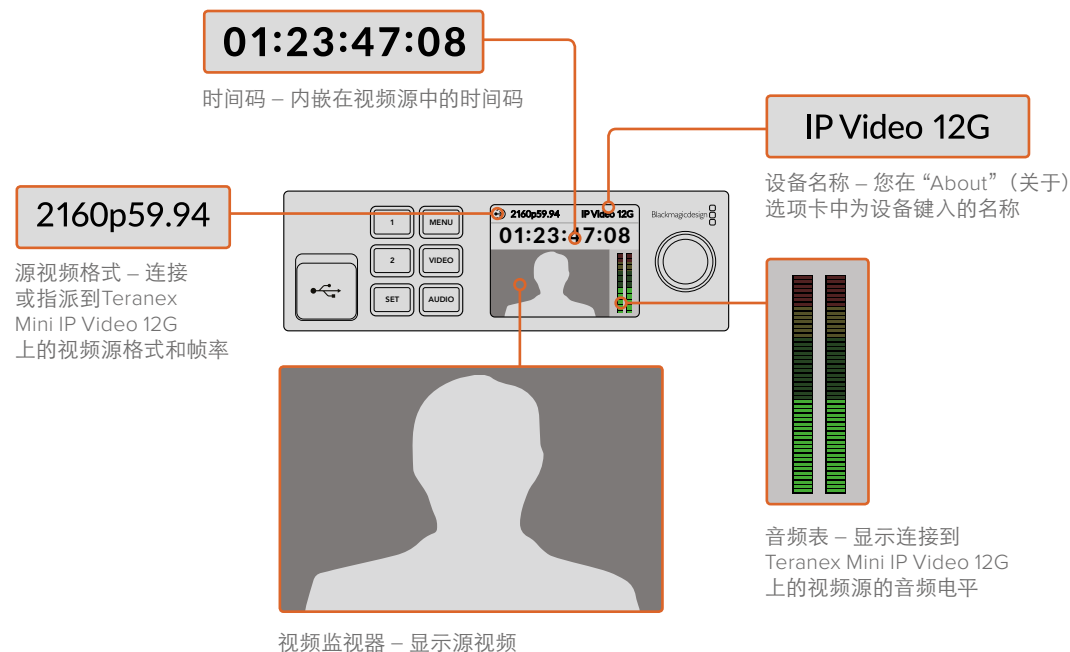 01:23:47:08
时间码 – 内嵌在视频源中的时间码
IP Video 12G
设备名称 – 您在 “About”（关于）
选项卡中为设备键入的名称
2160p59.94
源视频格式 – 连接
或指派到Teranex
Mini IP Video 12G
上的视频源格式和帧率
1
MENU
2
VIDEO
SET
AUDIO
2160p59.94
IP Video 12G
01:23:47:08
Blackmagicdesign
音频表 – 显示连接到
Teranex Mini IP Video 12G
上的视频源的音频电平
视频监视器 – 显示源视频